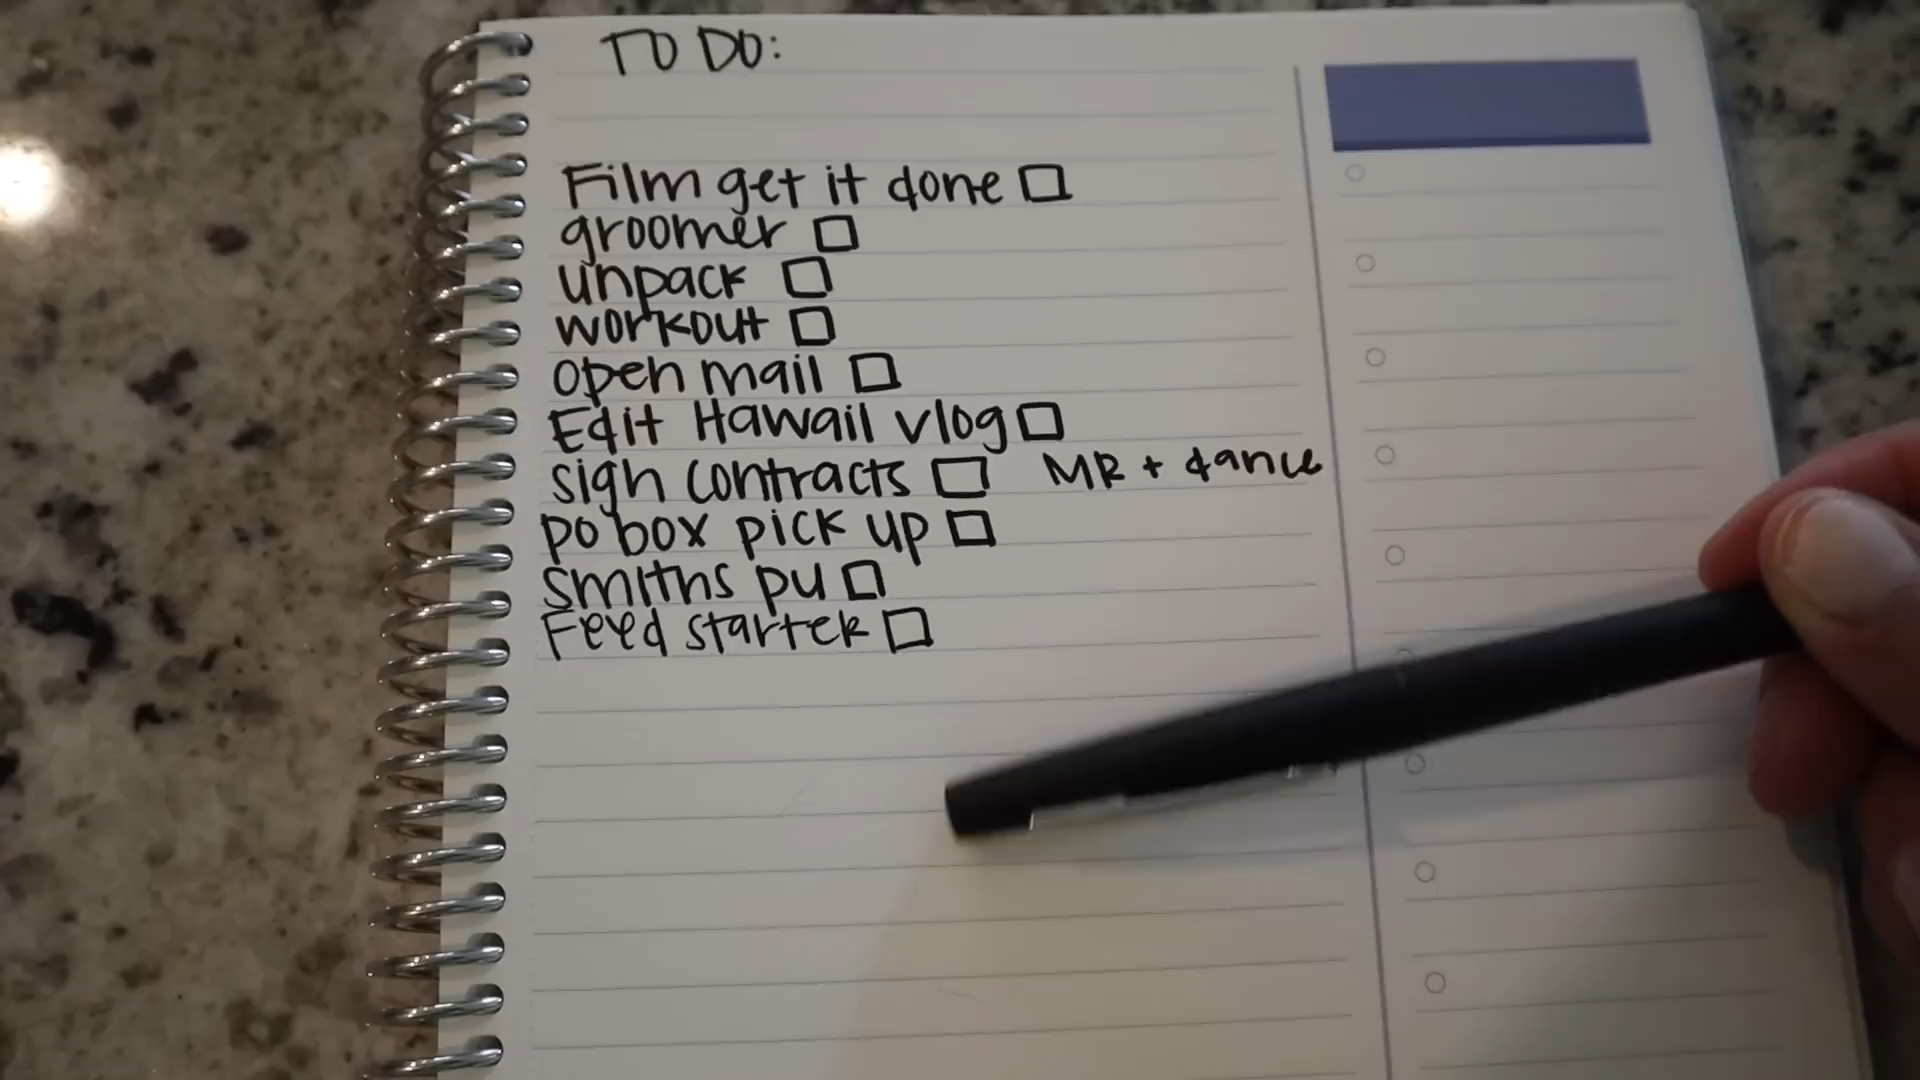 TO DO:
Film get it done
groomer
unpack
workout
open mail
Edit Hawaii vlog
sign contracts MR + dance
po box pick up
smiths pu
Feed starter